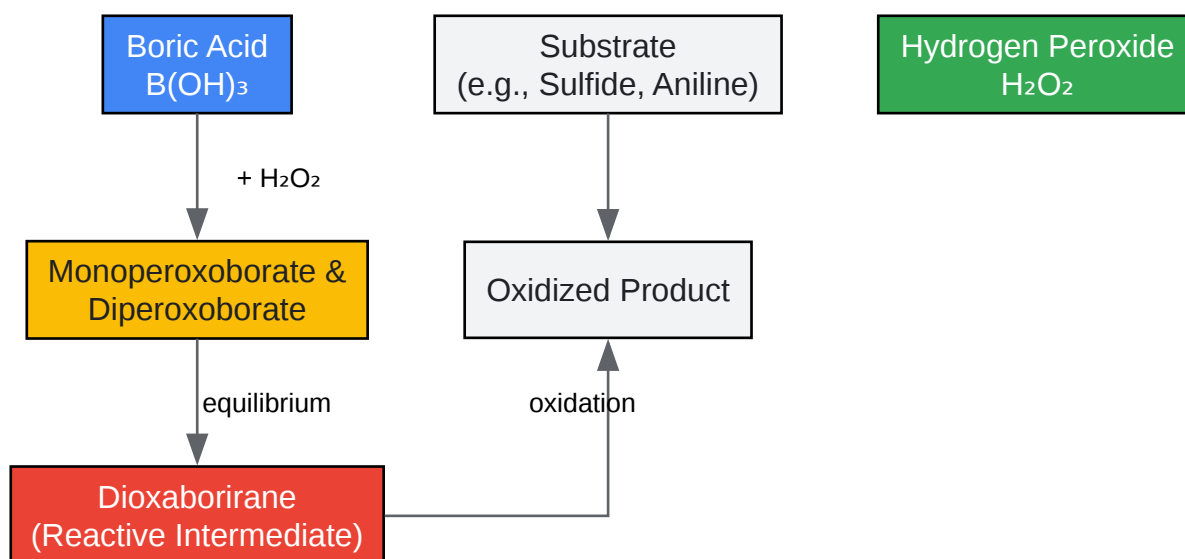 Boric Acid
B(OH)₃
Substrate
(e.g., Sulfide, Aniline)
Hydrogen Peroxide
H₂O₂
+ H₂O₂
Monoperoxoborate &
Diperoxoborate
Oxidized Product
equilibrium
oxidation
Dioxaborirane
(Reactive Intermediate)